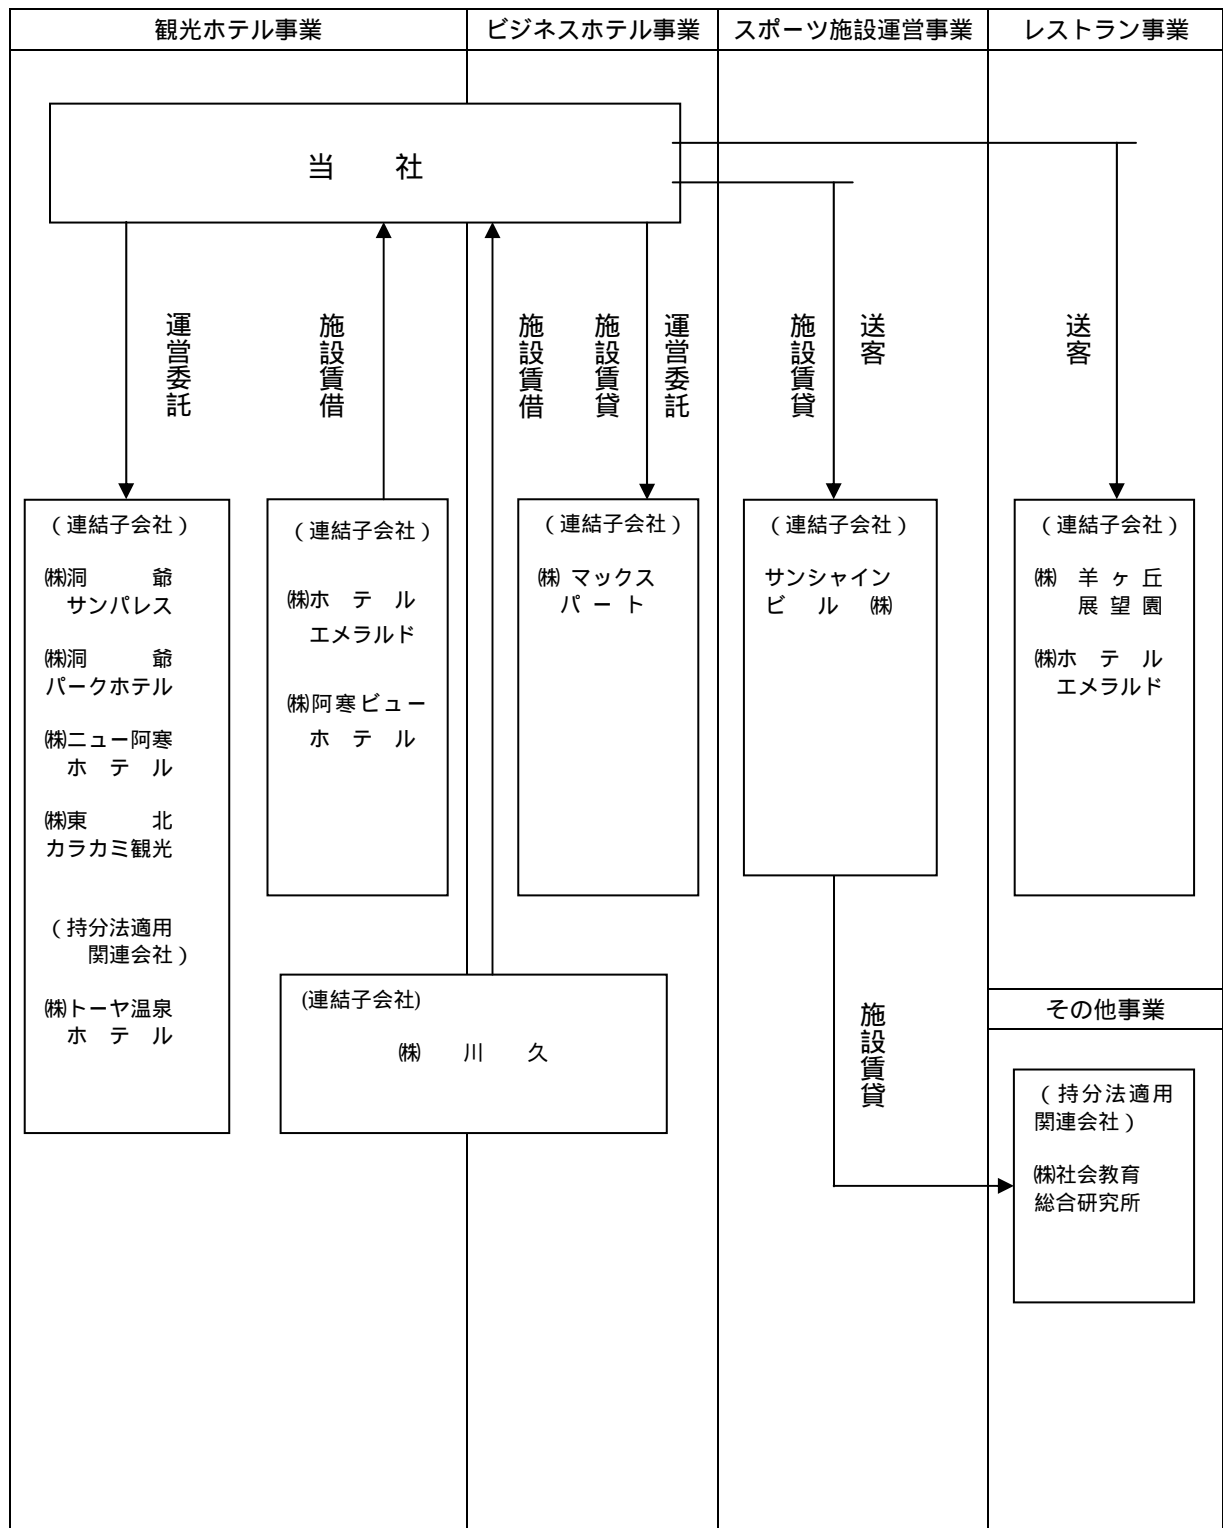 観光ホテル事業
ビジネスホテル事業
スポーツ施設運営事業
レストラン事業
当 社
運営委託
施設賃借
施設賃借
施設賃貸
運営委託
施設賃貸
送客
送客
(連結子会社)
㈱洞 爺
サンパレス
㈱洞 爺
パークホテル
㈱ニュー阿寒
ホ テ ル
㈱東 北
カラカミ観光
(持分法適用
関連会社)
㈱トーヤ温泉
ホ テ ル
(連結子会社)
㈱ホ テ ル
エメラルド
㈱阿寒ビュー
ホ テ ル
(連結子会社)
㈱ マックス
パ ー ト
(連結子会社)
サンシャイン
ビ ル ㈱
(連結子会社)
㈱ 羊 ヶ 丘
展 望 園
㈱ホ テ ル
エメラルド
(連結子会社)
㈱ 川 久
施設賃貸
その他事業
(持分法適用
関連会社)
㈱社会教育
総合研究所